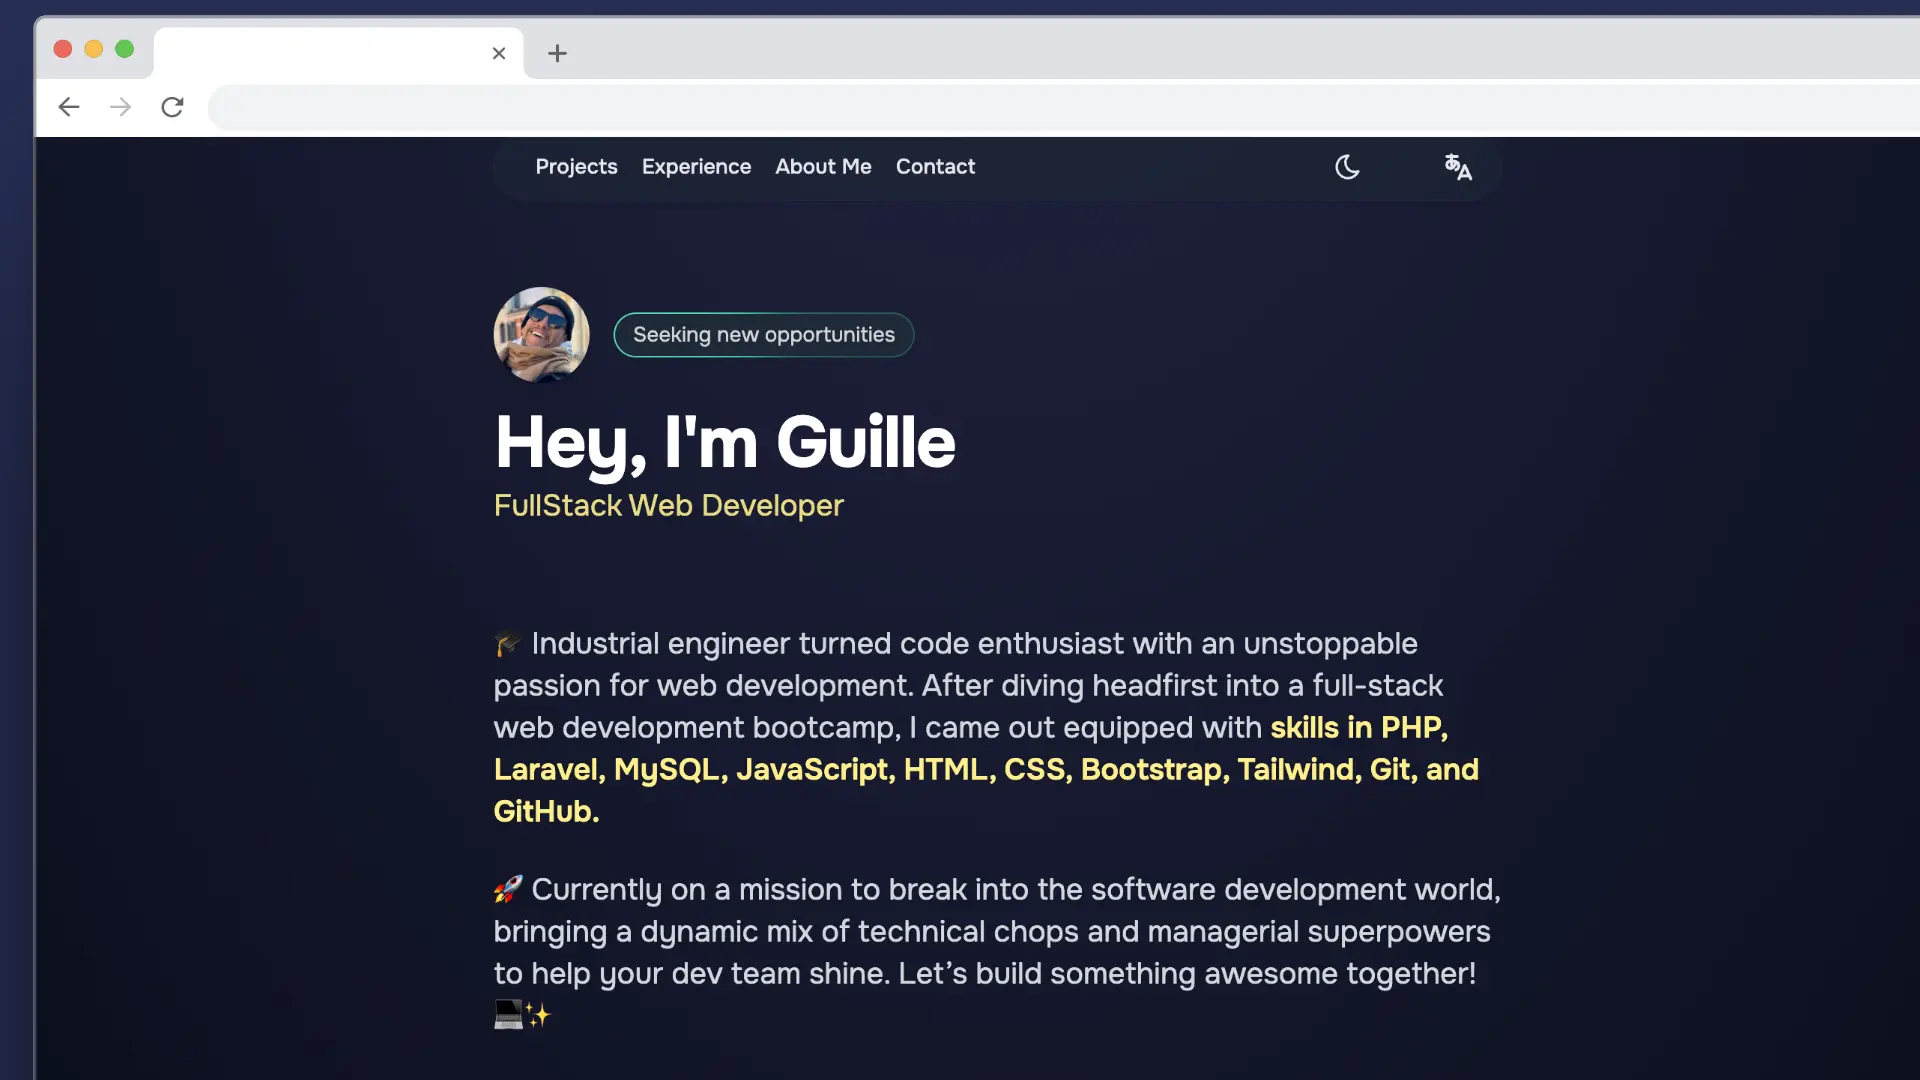 Projects Experience About Me Contact
Seeking new opportunities
Hey, I'm Guille
FullStack Web Developer
🎓 Industrial engineer turned code enthusiast with an unstoppable
passion for web development. After diving headfirst into a full-stack
web development bootcamp, I came out equipped with skills in PHP,
Laravel, MySQL, JavaScript, HTML, CSS, Bootstrap, Tailwind, Git, and
GitHub.
🚀 Currently on a mission to break into the software development world,
bringing a dynamic mix of technical chops and managerial superpowers
to help your dev team shine. Let’s build something awesome together!
💻✨